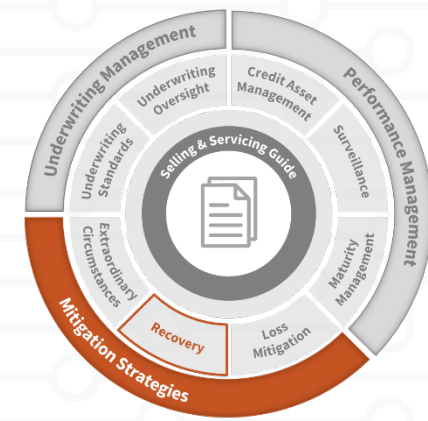 Underwriting Management
Performance Management
Mitigation Strategies
Underwriting
Oversight
Credit Asset
Management
Surveillance
Maturity
Management
Loss
Mitigation
Recovery
Extraordinary
Circumstances
Underwriting
Standards
Selling & Servicing Guide